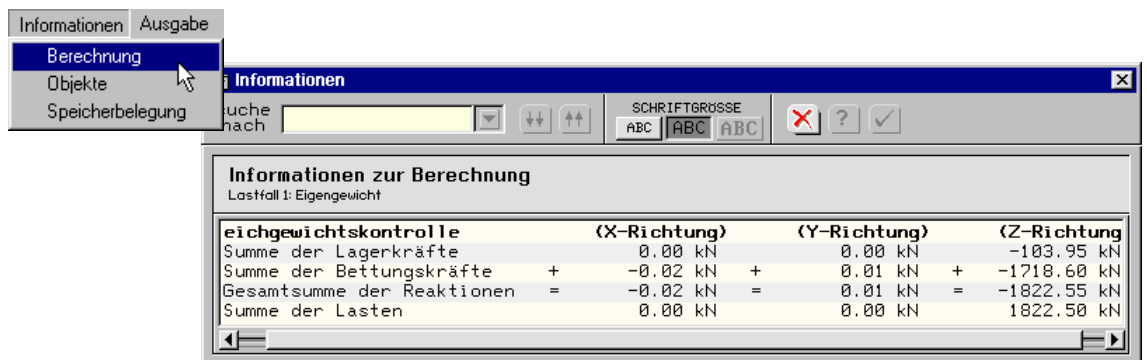 Informationen Ausgabe
Berechnung
Objekte
Speicherbelegung
Informationen
suche
nach
SCHRIFTGRÖSSE
ABC ABC ABC
?
Informationen zur Berechnung
Lastfall 1: Eigengewicht
eichgewichtskontrolle (X-Richtung) (Y-Richtung) (Z-Richtung
Summe der Lagerkräfte 0.00 kN 0.00 kN -103.95 kN
Summe der Bettungskräfte + -0.02 kN + 0.01 kN + -1718.60 kN
Gesamtsumme der Reaktionen = -0.02 kN = 0.01 kN = -1822.55 kN
Summe der Lasten 0.00 kN 0.00 kN 1822.50 kN